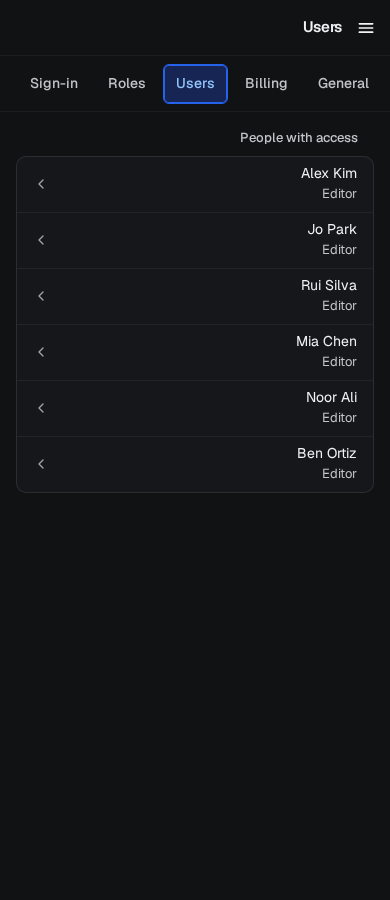 Users
General
Billing
Users
Roles
Sign-in
People with access
Alex Kim
Editor
Jo Park
Editor
Rui Silva
Editor
Mia Chen
Editor
Noor Ali
Editor
Ben Ortiz
Editor